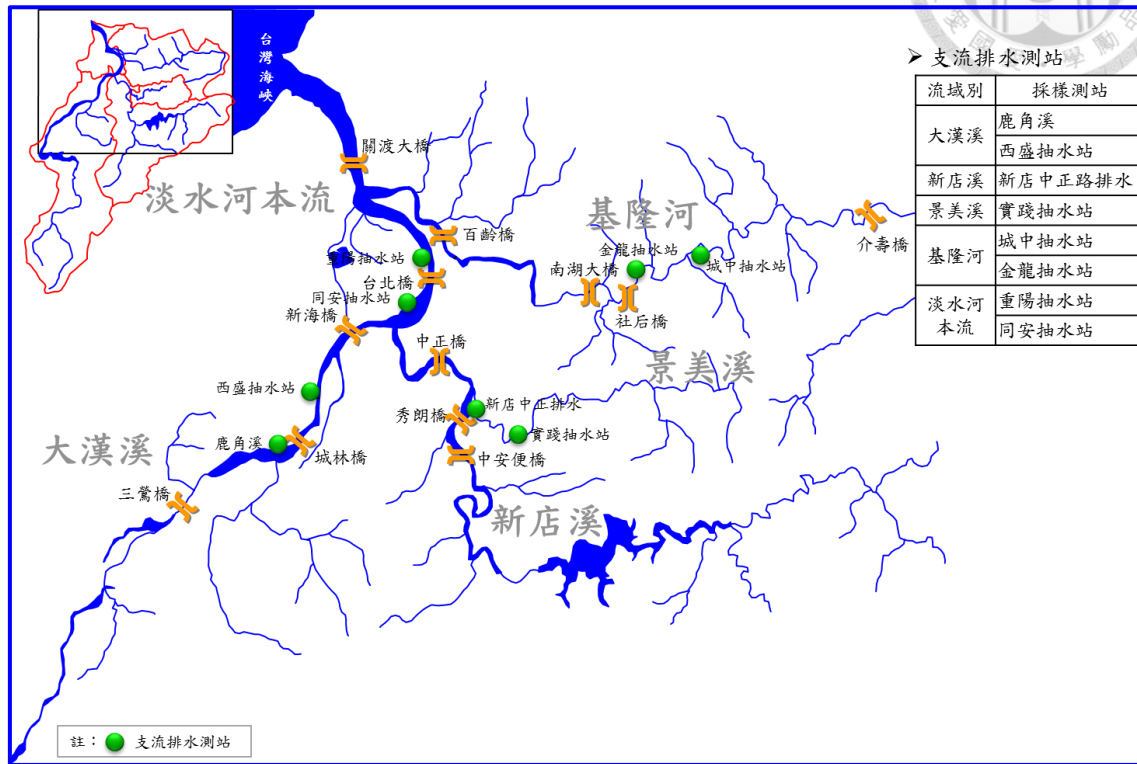 台灣海峽
支流排水測站
流域別 採樣測站
大漢溪 鹿角溪
西盛抽水站
新店溪 新店中正路排水
景美溪 實踐抽水站
基隆河 城中抽水站
金龍抽水站
淡水河本流 重陽抽水站
同安抽水站
關渡大橋
淡水河本流
基隆河
百齡橋
介壽橋
重陽抽水站
金龍抽水站
城中抽水站
南湖大橋
台北橋
同安抽水站
社后橋
新海橋
中正橋
景美溪
西盛抽水站
新店中正排水
秀朗橋
實踐抽水站
鹿角溪
城林橋
大漢溪
中安便橋
三鶯橋
新店溪
註: 支流排水測站